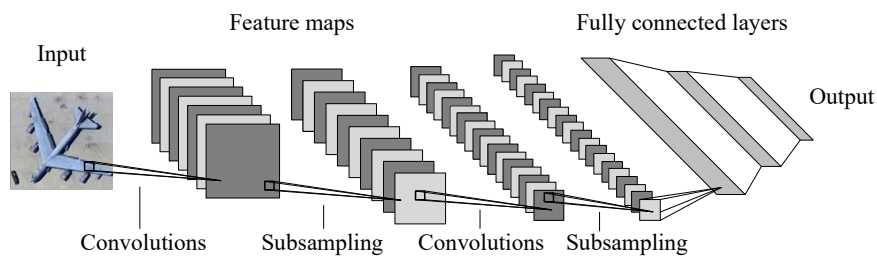 Feature maps
Fully connected layers
Input
Output
Convolutions
Subsampling
Convolutions
Subsampling